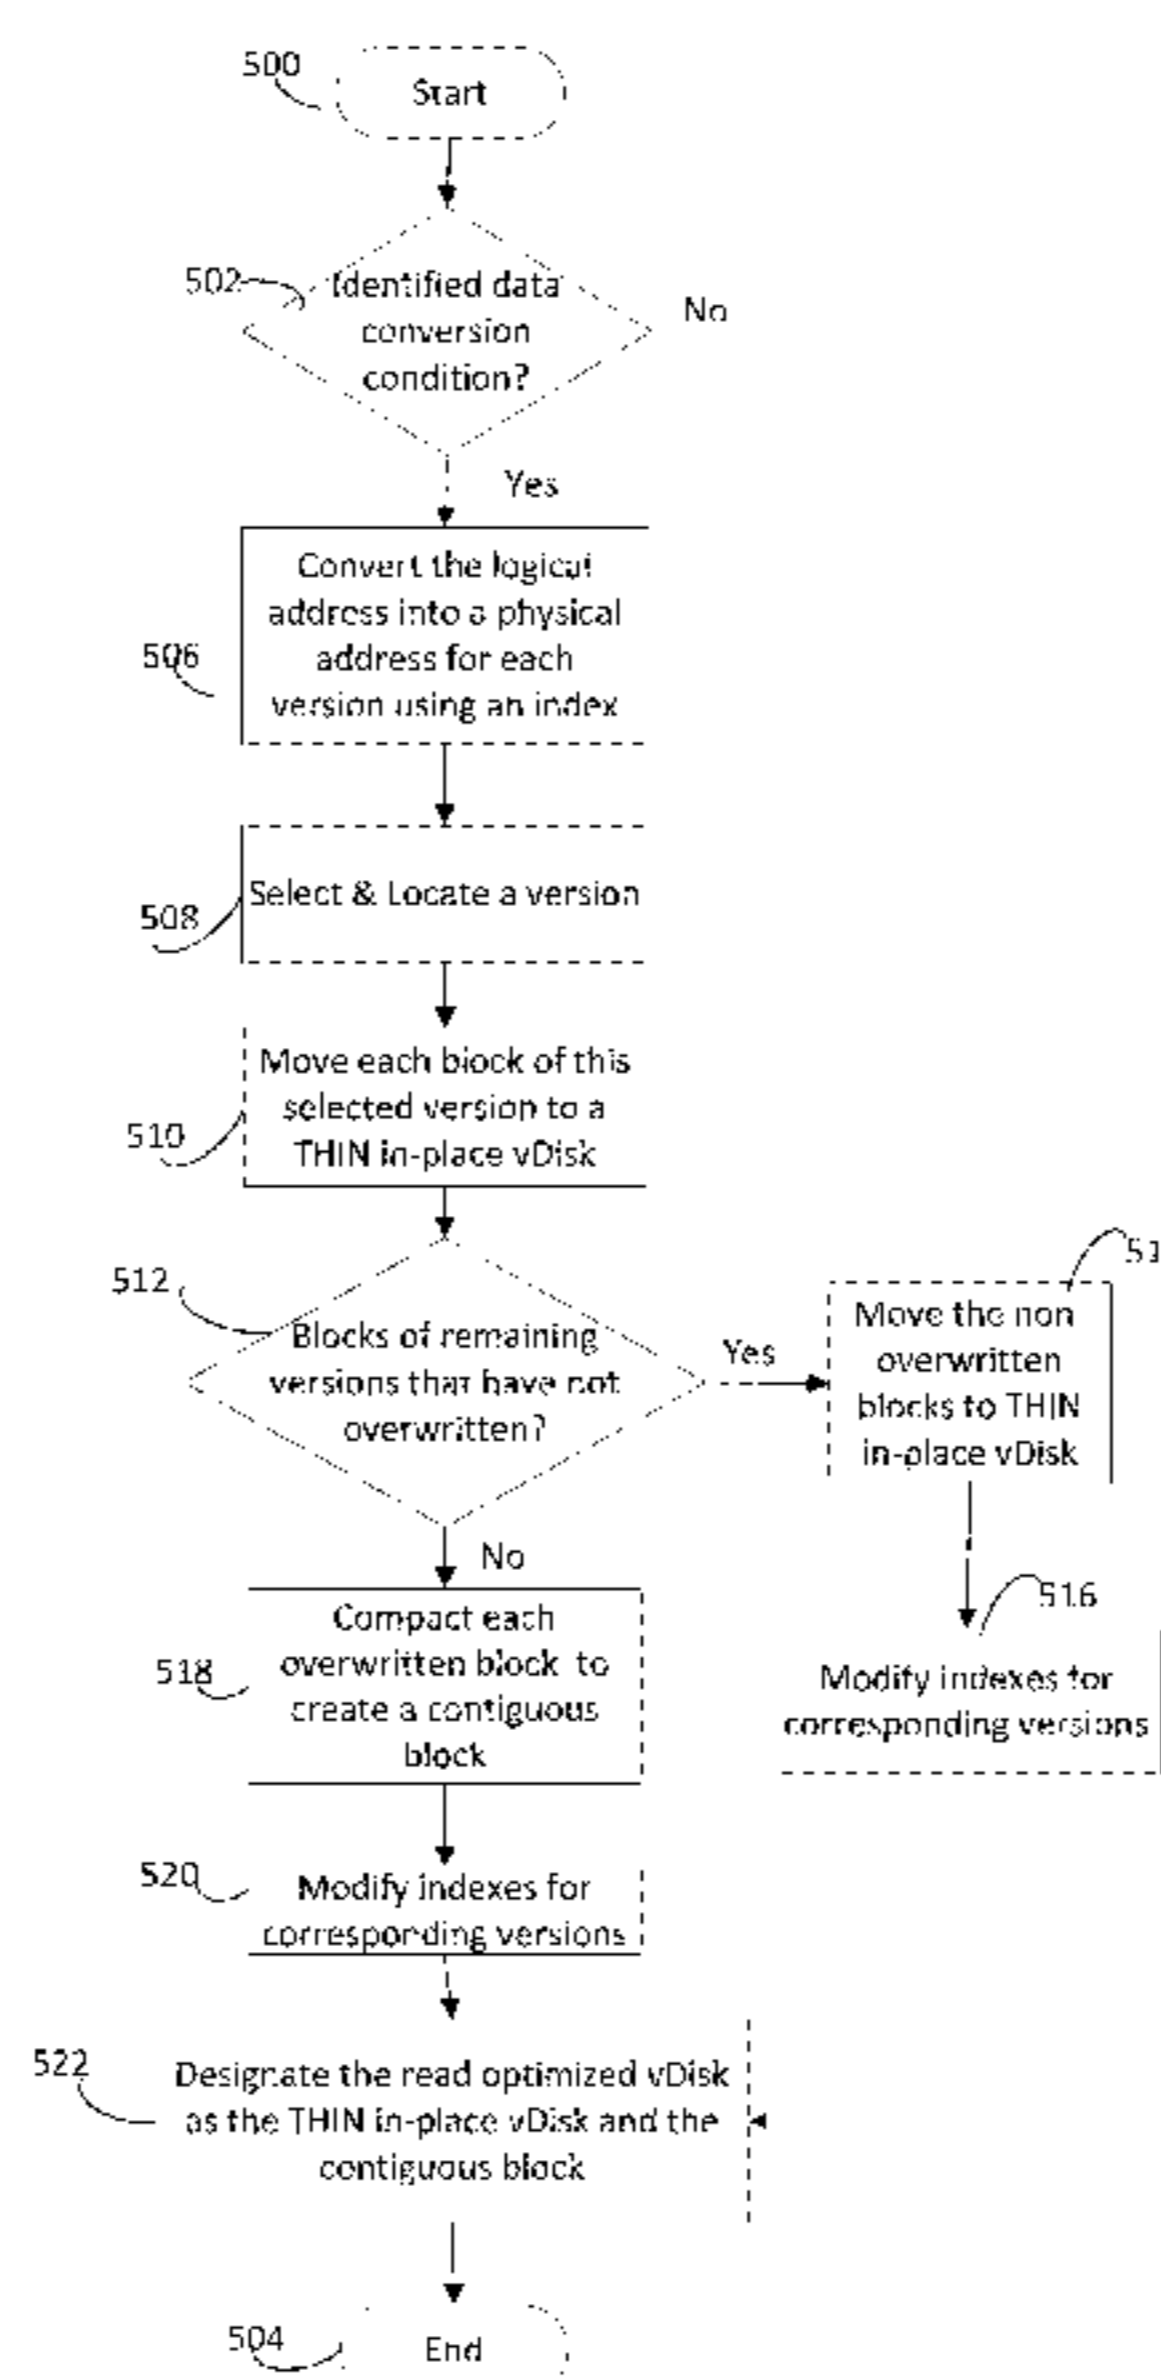 500
Start
502
Identified data
conversion
condition?
No
Yes
Convert the logical
address into a physical
address for each
version using an index
506
Select & Locate a version
508
Move each block of this
selected version to a
THIN in-place vDisk
510
512
Blocks of remaining
versions that have not
overwritten?
Yes
51
Move the non
overwritten
blocks to THIN
in-place vDisk
No
516
Modify indexes for
corresponding versions
Compact each
overwritten block to
create a contiguous
block
518
520
Modify indexes for
corresponding versions
522
Designate the read optimized vDisk
as the THIN in-place vDisk and the
contiguous block
504
End